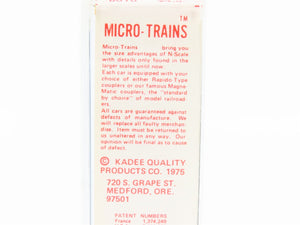 TM
MICRO-TRAINS
Micro-Trains bring you
the size advantages of N-Scale
with details only found in the
larger scales until now.
Each car is equipped with your
choice of either Rapido Type
couplers or our famous Magne-
Matic couplers, the "standard
by choice" of model railroad-
ers.
All cars are guaranteed against
defects of manufacture. We
will replace all faulty merchan-
dise. Item must be returned to
us unaltered in any way. Our
opinion will be final as to cause
of defect.
© KADEE QUALITY
PRODUCTS CO. 1975
720 S. GRAPE ST.
MEDFORD, ORE.
97501
PATENT NUMBERS
France 1,374,246